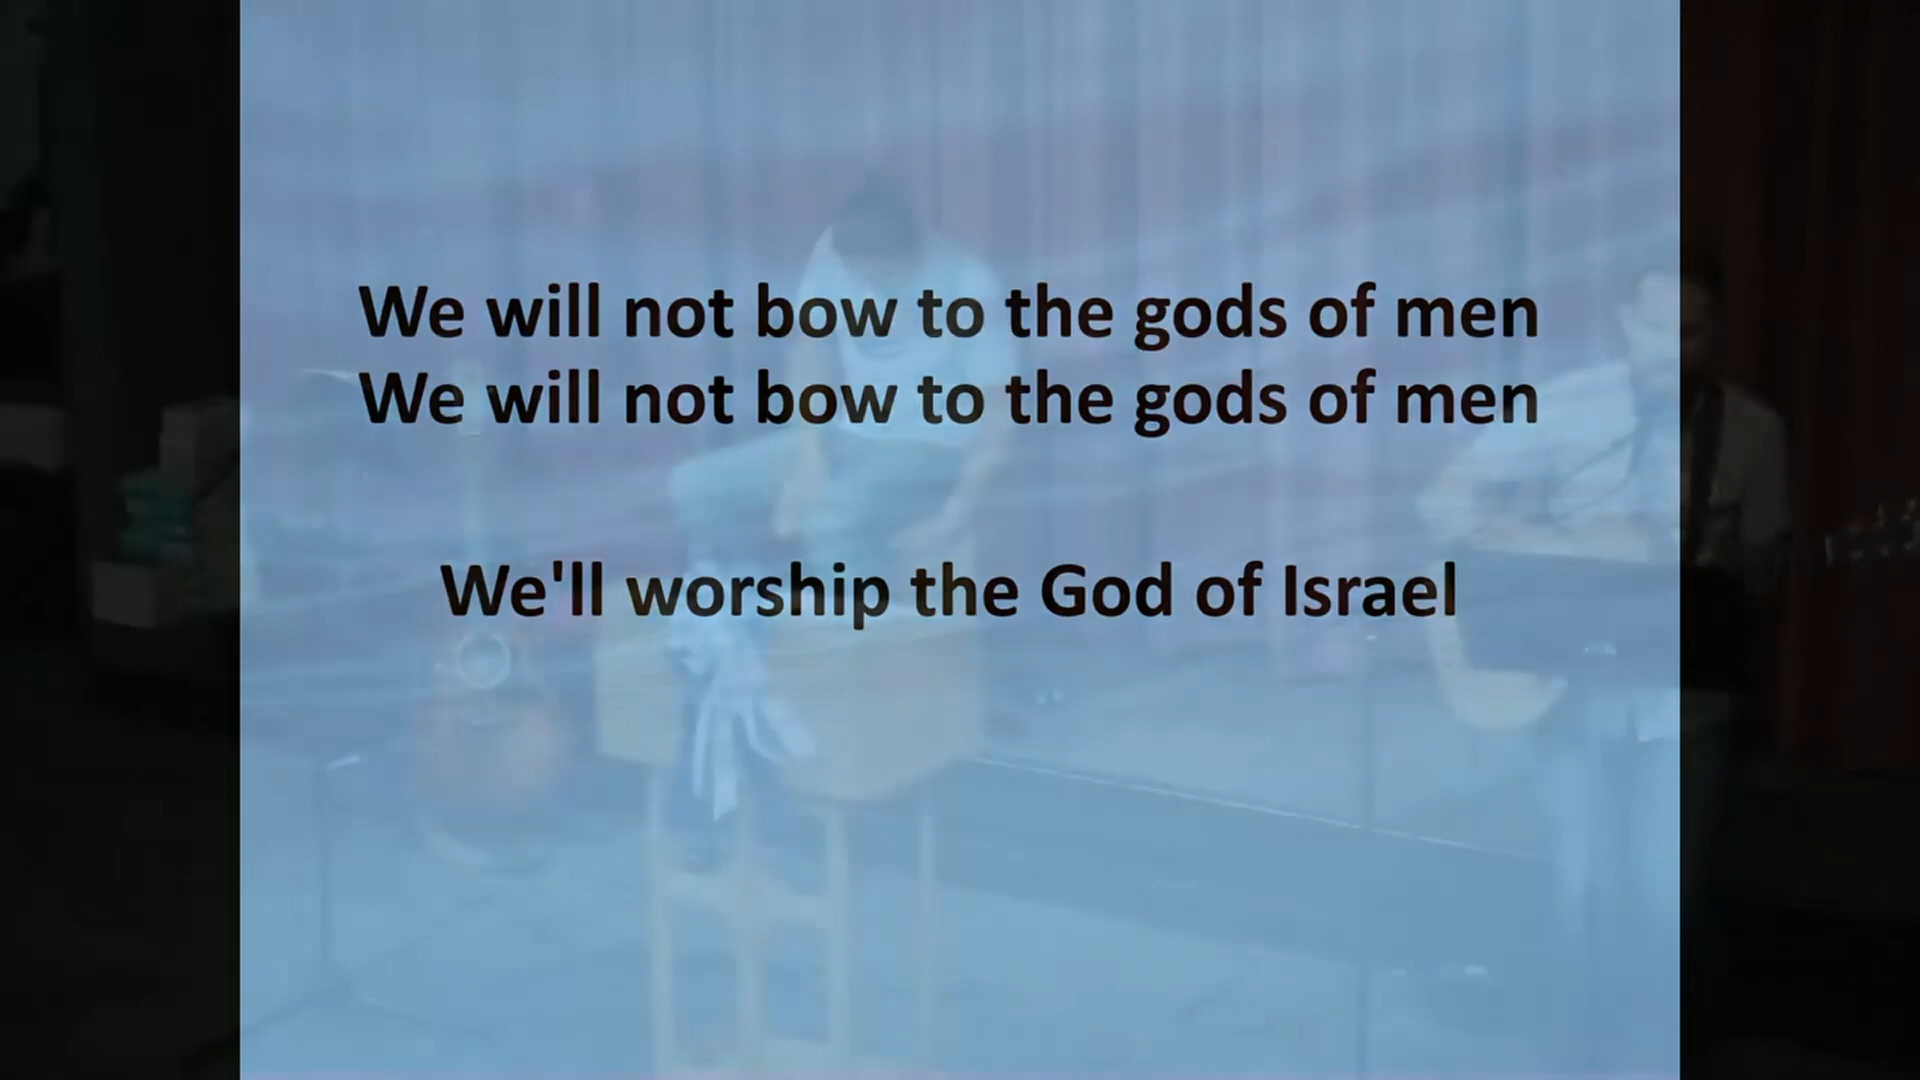 We will not bow to the gods of men
We will not bow to the gods of men
We'll worship the God of Israel